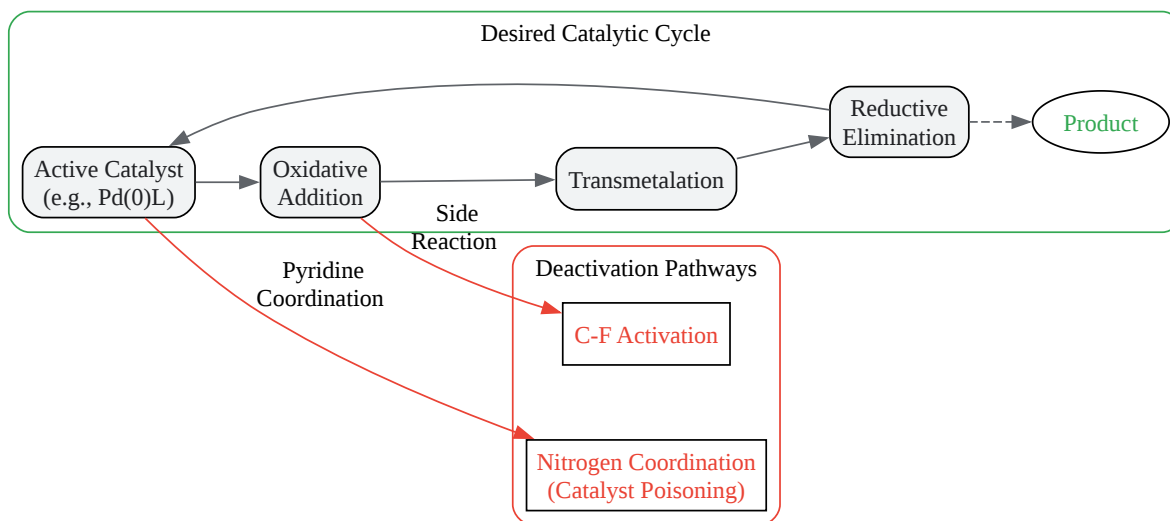 Desired Catalytic Cycle
Active Catalyst
(e.g., Pd(0)L)
Oxidative
Addition
Transmetalation
Reductive
Elimination
Product
Side
Reaction
Pyridine
Coordination
Deactivation Pathways
C-F Activation
Nitrogen Coordination
(Catalyst Poisoning)